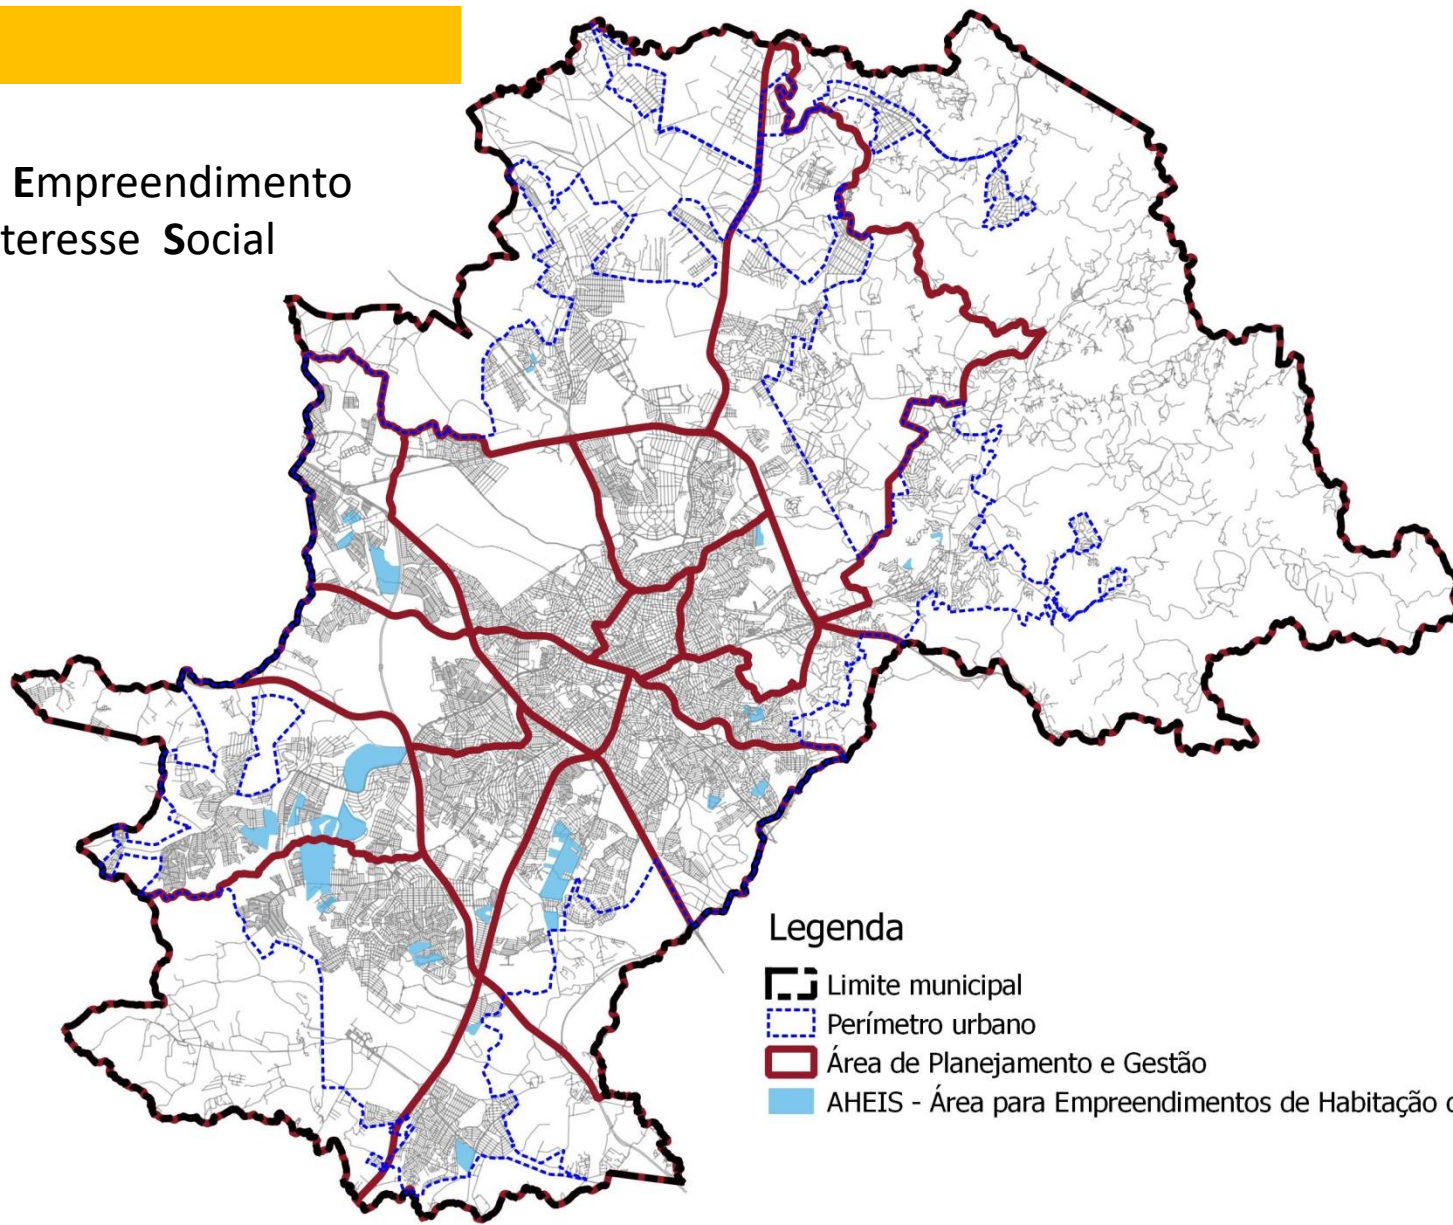 Empreendimento
teresse Social
Legenda
Limite municipal
Perímetro urbano
Área de Planejamento e Gestão
AHEIS - Área para Empreendimentos de Habitação